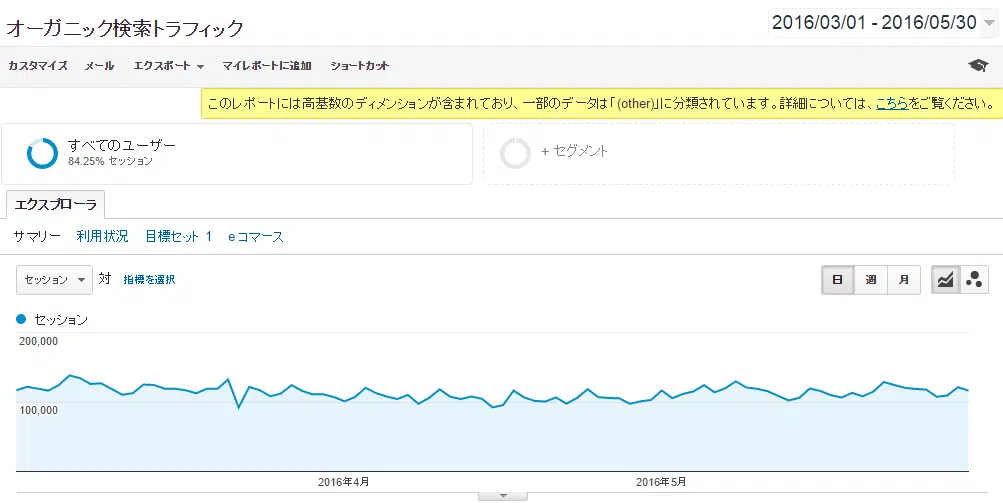 オーガニック検索トラフィック
2016/03/01 - 2016/05/30
カスタマイズ メール エクスポート マイレポートに追加 ショートカット
このレポートには高基数のディメンションが含まれており、一部のデータは「(other)」に分類されています。詳細については、こちらをご覧ください。
すべてのユーザー
84.25% セッション
+ セグメント
エクスプローラ
サマリー 利用状況 目標セット 1 eコマース
セッション 対 指標を選択
日 週 月
セッション
200,000
100,000
2016年4月 2016年5月